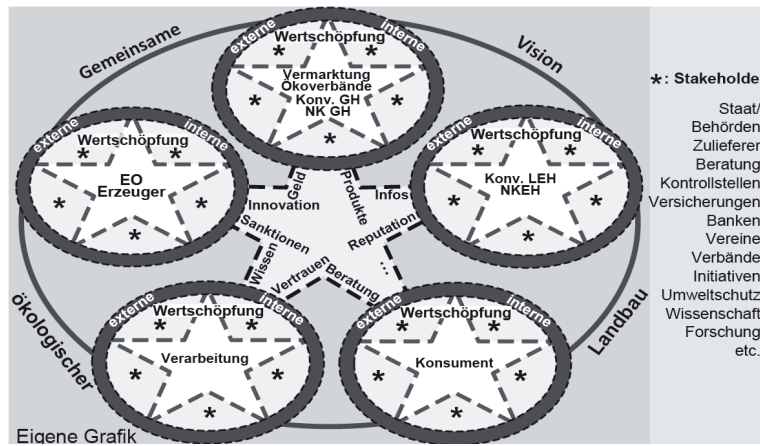 Gemeinsame
Vision
externe
interne
Wertschöpfung
* *
Vermarktung
Ökoverbände
Konv. GH
NK GH
* *
*
externe
interne
Wertschöpfung
* *
EO
Erzeuger
* *
*
externe
interne
Wertschöpfung
* *
Konv. LEH
NKEH
* *
*
Geld
Produkte
Innovation
Infos
Sanktionen
Reputation
Wissen
Vertrauen
Beratung
...
ökologischer
Landbau
externe
interne
Wertschöpfung
* *
Verarbeitung
* *
*
externe
interne
Wertschöpfung
* *
Konsument
* *
*
Eigene Grafik
*: Stakeholde
Staat/
Behörden
Zulieferer
Beratung
Kontrollstellen
Versicherungen
Banken
Vereine
Verbände
Initiativen
Umweltschutz
Wissenschaft
Forschung
etc.